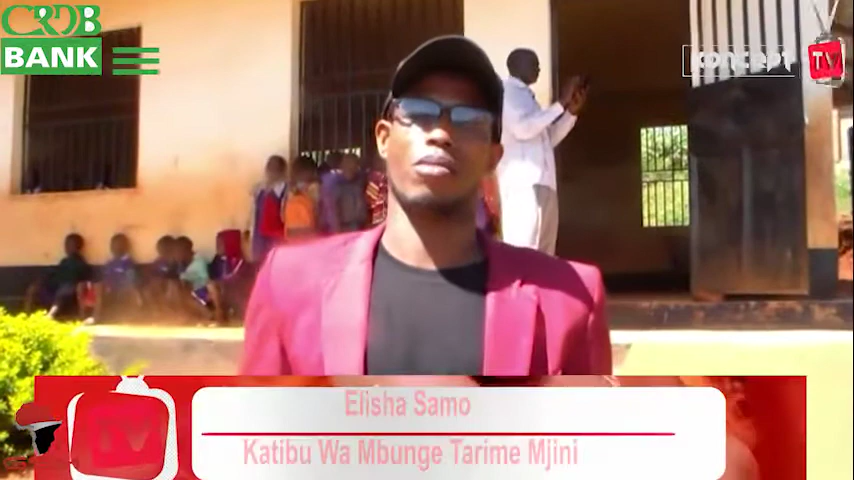 CRDB
BANK
KONCEPT
TV
Elisha Samo
TV
Katibu Wa Mbunge Tarime Mjini